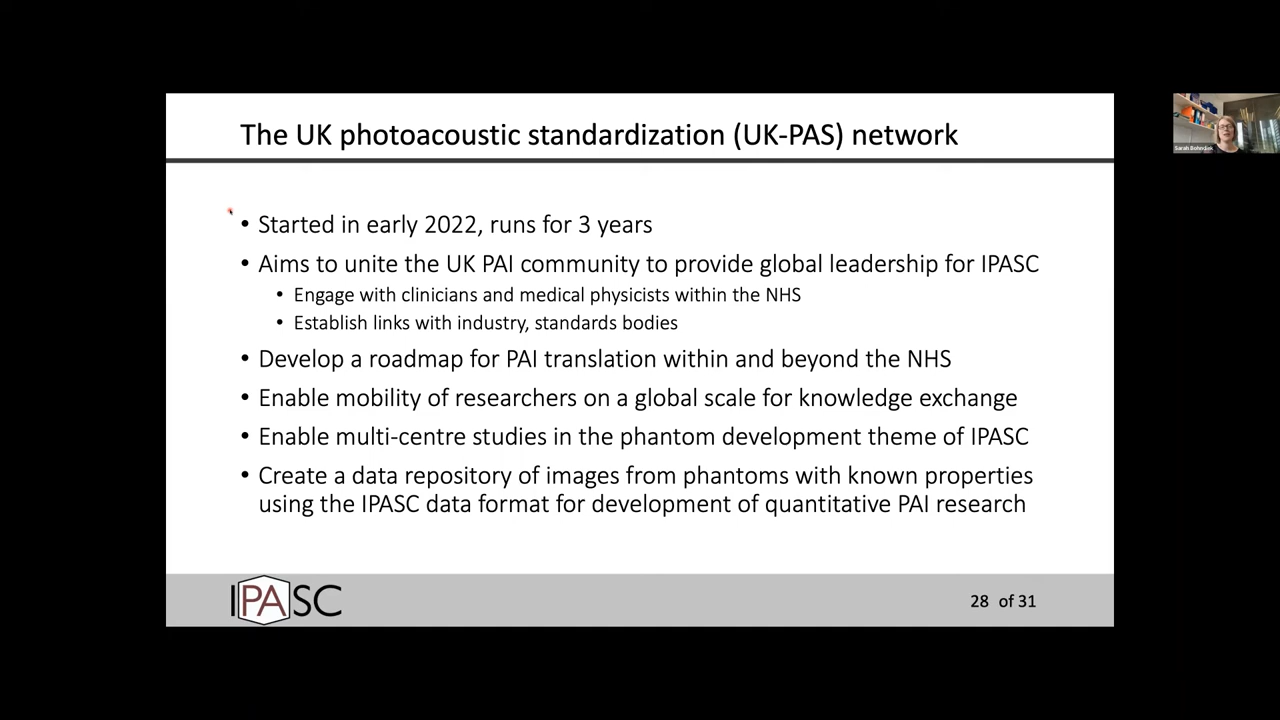 The UK photoacoustic standardization (UK-PAS) network
Sarah Bohndiek
• Started in early 2022, runs for 3 years
• Aims to unite the UK PAI community to provide global leadership for IPASC
• Engage with clinicians and medical physicists within the NHS
• Establish links with industry, standards bodies
• Develop a roadmap for PAI translation within and beyond the NHS
• Enable mobility of researchers on a global scale for knowledge exchange
• Enable multi-centre studies in the phantom development theme of IPASC
• Create a data repository of images from phantoms with known properties
using the IPASC data format for development of quantitative PAI research
IPASC
28 of 31